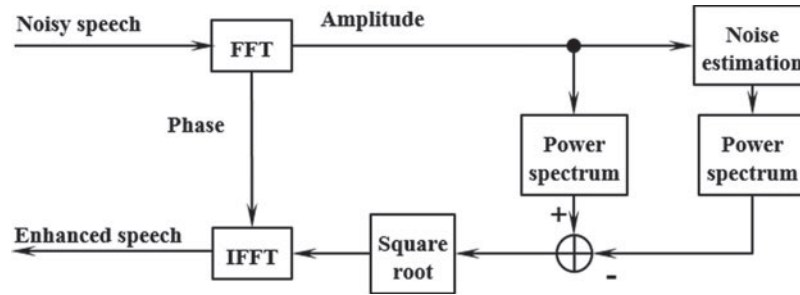 Noisy speech
FFT
Amplitude
Noise
estimation
Phase
Power
spectrum
Power
spectrum
+
-
Enhanced speech
IFFT
Square
root